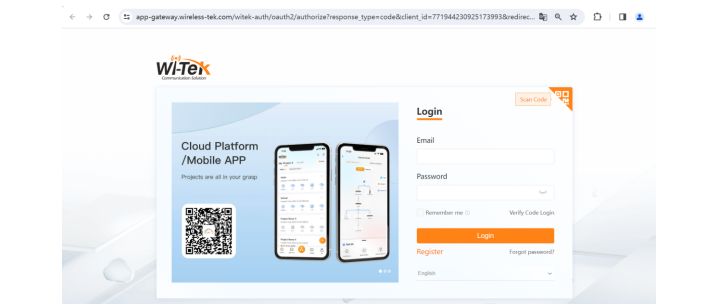 app-gateway.wireless-tek.com/witek-auth/oauth2/authorize?response_type=code&client_id=771944230925173993&redirec...
Wi-Tek
Communication Solution
Scan Code
Login
Cloud Platform
/Mobile APP
Projects are all in your grasp
Email
Password
Remember me
Verify Code Login
Login
Register
Forgot password?
English